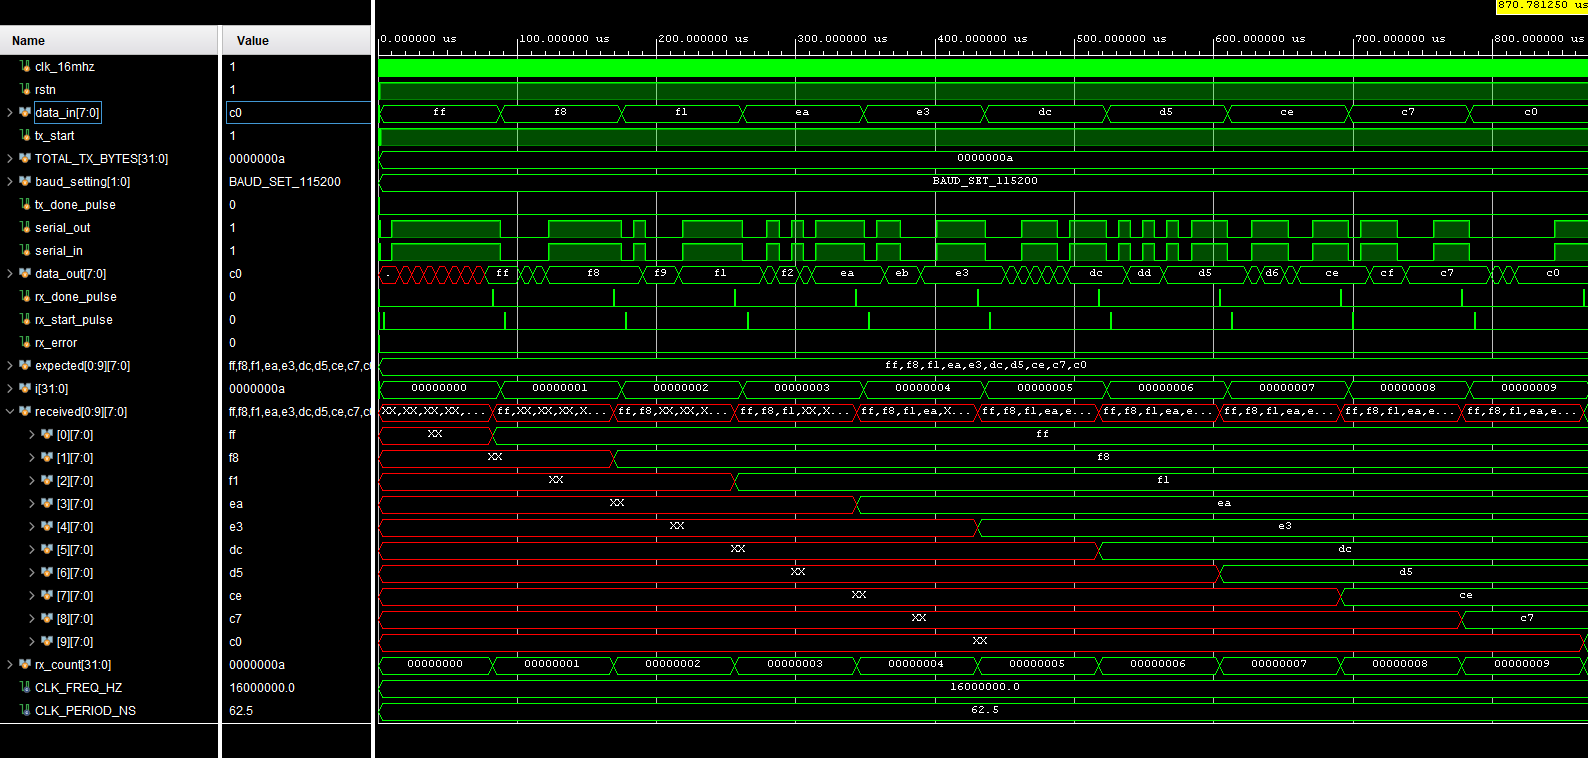 870.781250 us
Name Value
0.000000 us 100.000000 us 200.000000 us 300.000000 us 400.000000 us 500.000000 us 600.000000 us 700.000000 us 800.000000 us
clk_16mhz 1
rstn 1
data_in[7:0] c0 ff f8 f1 ea e3 dc d5 ce c7 c0
tx_start 1
TOTAL_TX_BYTES[31:0] 0000000a 0000000a
baud_setting[1:0] BAUD_SET_115200 BAUD_SET_115200
tx_done_pulse 0
serial_out 1
serial_in 1
data_out[7:0] c0 . ff f8 f9 f1 f2 ea eb e3 dc dd d5 d6 ce cf c7 c0
rx_done_pulse 0
rx_start_pulse 0
rx_error 0
expected[0:9][7:0] ff,f8,f1,ea,e3,dc,d5,ce,c7,c0 ff,f8,f1,ea,e3,dc,d5,ce,c7,c0
i[31:0] 0000000a 00000000 00000001 00000002 00000003 00000004 00000005 00000006 00000007 00000008 00000009
received[0:9][7:0] ff,f8,f1,ea,e3,dc,d5,ce,c7,c0 XX,XX,XX,XX,... ff,XX,XX,XX,X... ff,f8,XX,XX,X... ff,f8,f1,XX,X... ff,f8,f1,ea,X... ff,f8,f1,ea,e... ff,f8,f1,ea,e... ff,f8,f1,ea,e... ff,f8,f1,ea,e... ff,f8,f1,ea,e...
[0][7:0] ff XX ff
[1][7:0] f8 XX f8
[2][7:0] f1 XX f1
[3][7:0] ea XX ea
[4][7:0] e3 XX e3
[5][7:0] dc XX dc
[6][7:0] d5 XX d5
[7][7:0] ce XX ce
[8][7:0] c7 XX c7
[9][7:0] c0 XX
rx_count[31:0] 0000000a 00000000 00000001 00000002 00000003 00000004 00000005 00000006 00000007 00000008 00000009
CLK_FREQ_HZ 16000000.0 16000000.0
CLK_PERIOD_NS 62.5 62.5